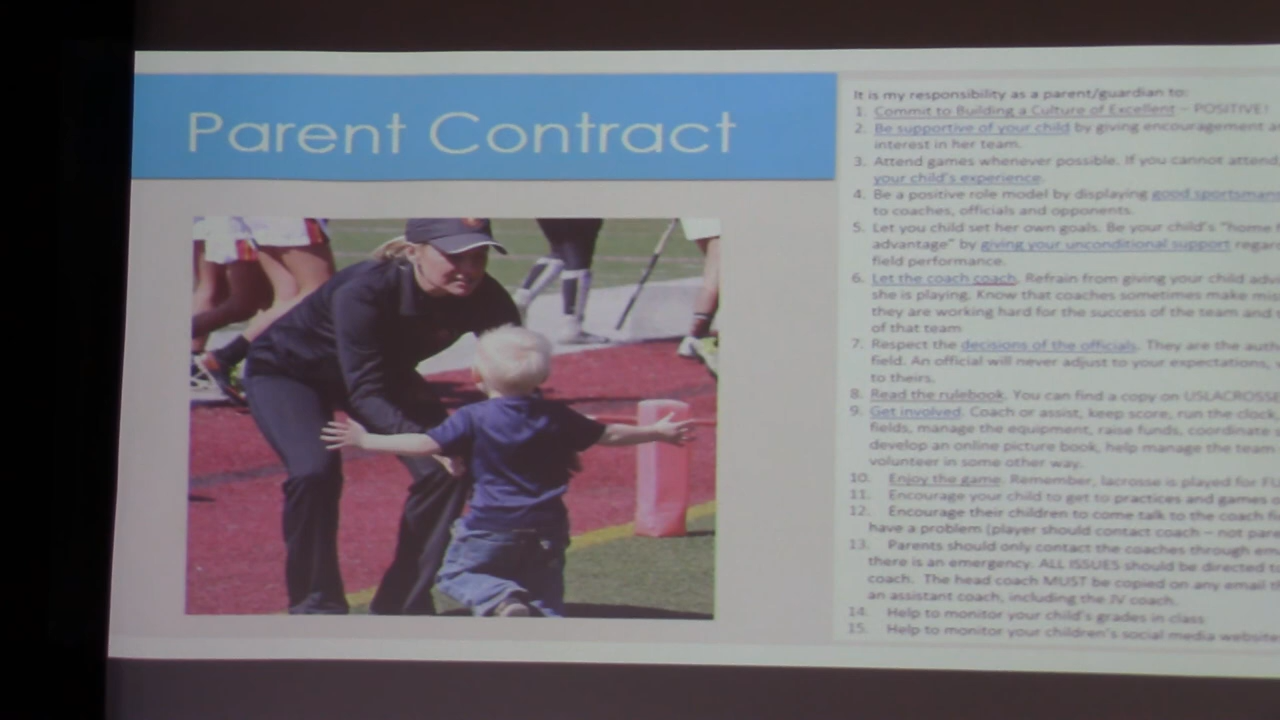 Parent Contract
It is my responsibility as a parent/guardian to:
1. Commit to Building a Culture of Excellent – POSITIVE!
2. Be supportive of your child by giving encouragement a
interest in her team.
3. Attend games whenever possible. If you cannot attend
your child's experience.
4. Be a positive role model by displaying good sportsman
to coaches, officials and opponents.
5. Let you child set her own goals. Be your child's "home
advantage" by giving your unconditional support regar
field performance.
6. Let the coach coach. Refrain from giving your child adv
she is playing. Know that coaches sometimes make mis
they are working hard for the success of the team and
of that team
7. Respect the decisions of the officials. They are the auth
field. An official will never adjust to your expectations,
to theirs.
8. Read the rulebook. You can find a copy on USLACROSSE
9. Get involved. Coach or assist, keep score, run the clock,
fields, manage the equipment, raise funds, coordinate
develop an online picture book, help manage the team
volunteer in some other way.
10. Enjoy the game. Remember, lacrosse is played for FU
11. Encourage your child to get to practices and games o
12. Encourage their children to come talk to the coach fi
have a problem (player should contact coach – not pare
13. Parents should only contact the coaches through em
there is an emergency. ALL ISSUES should be directed to
coach. The head coach MUST be copied on any email t
an assistant coach, including the JV coach.
14. Help to monitor your child's grades in class
15. Help to monitor your children's social media website